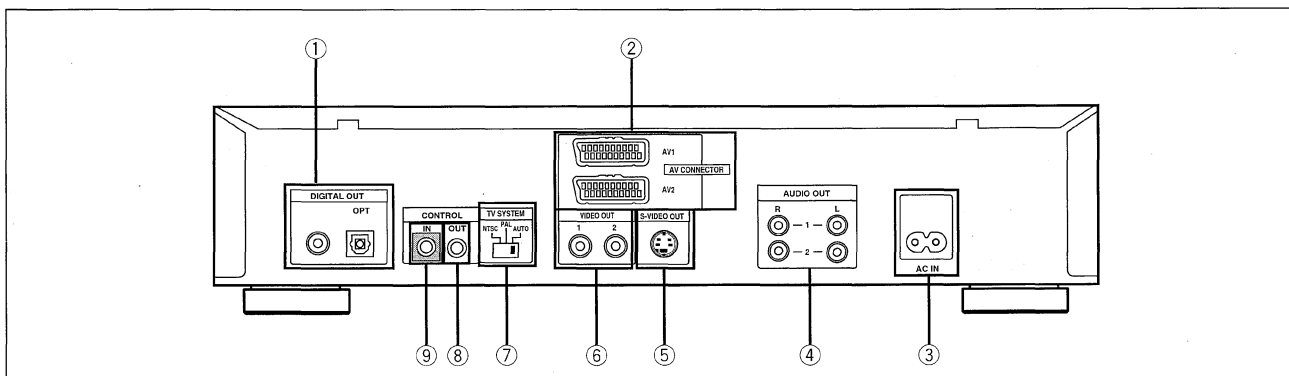 ① ②
AV1
AV CONNECTOR
AV2
DIGITAL OUT
OPT
CONTROL
IN OUT
TV SYSTEM
NTSC PAL AUTO
VIDEO OUT
1 2
S-VIDEO OUT
AUDIO OUT
R L
1
2
AC IN
⑨ ⑧ ⑦ ⑥ ⑤ ④ ③